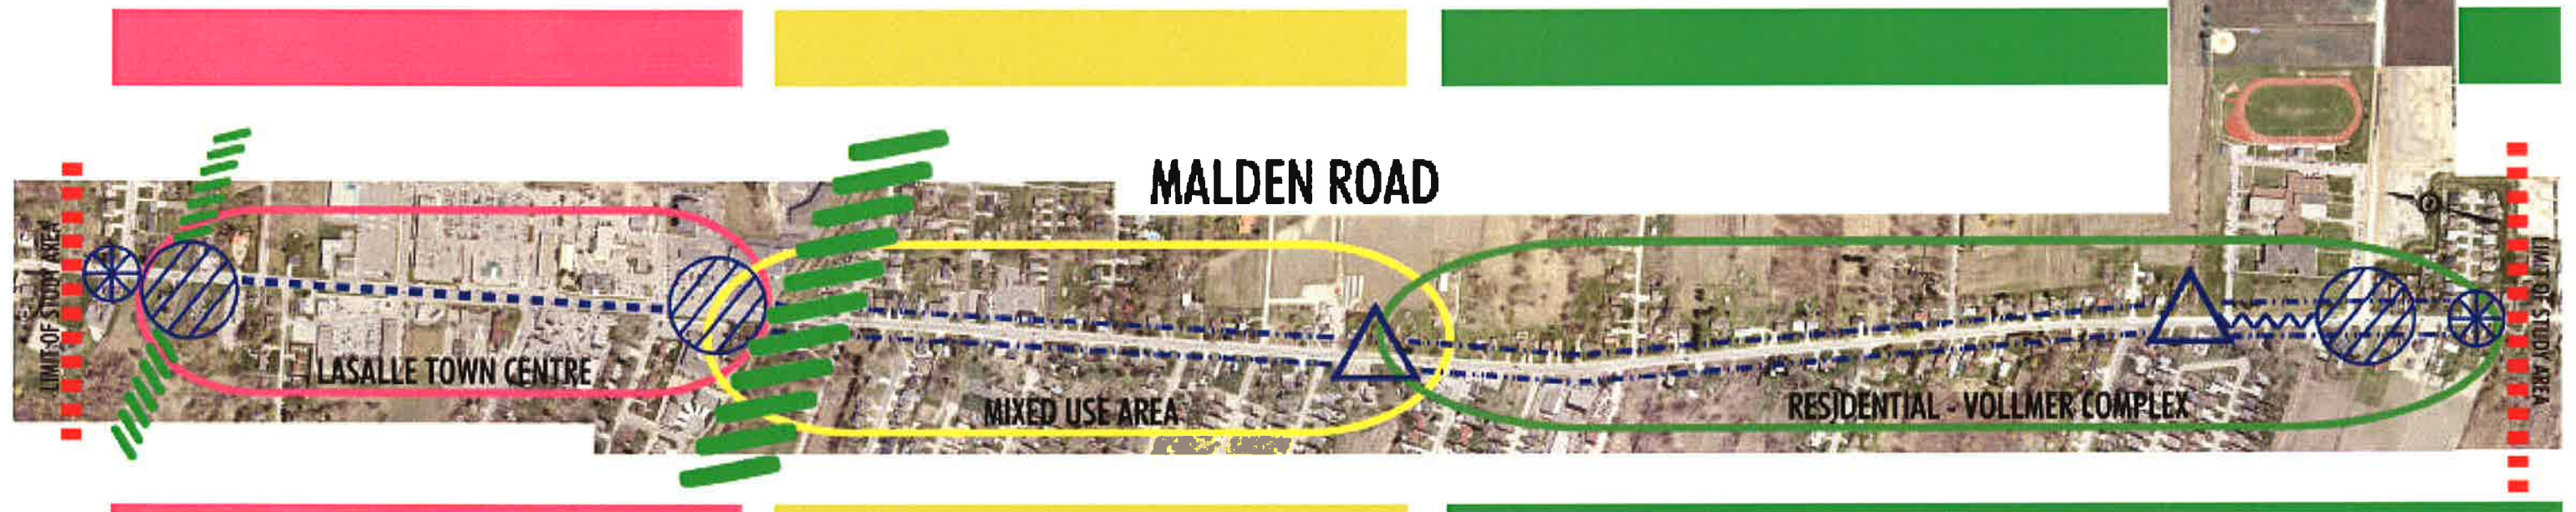 MALDEN ROAD
LIMIT OF STUDY AREA
LASALLE TOWN CENTRE
MIXED USE AREA
RESIDENTIAL - VOLLMER COMPLEX
LIMIT OF STUDY AREA